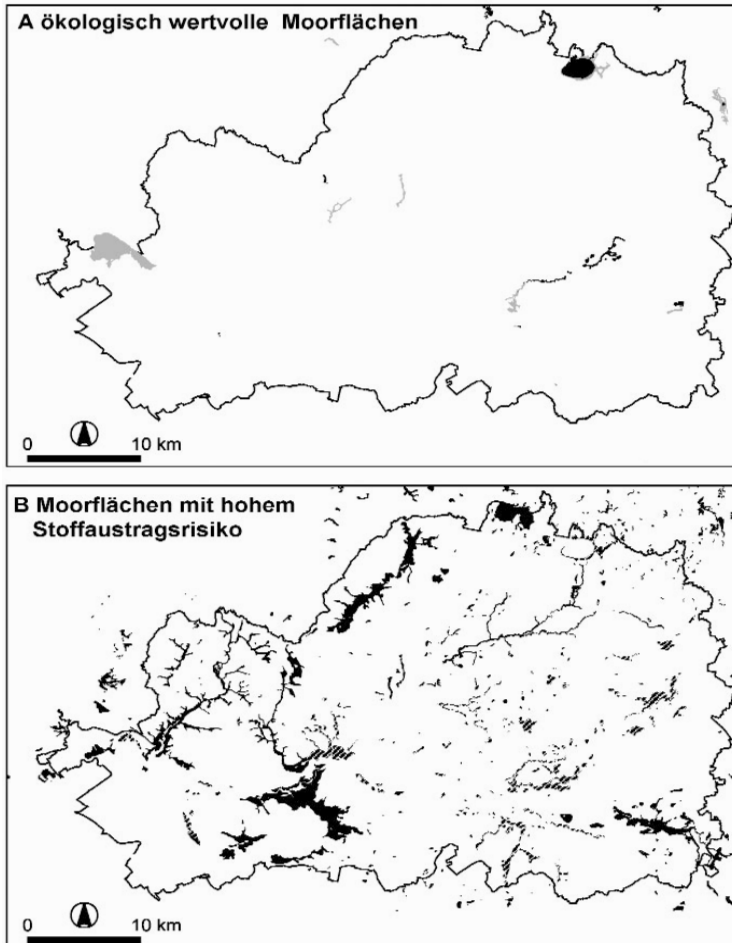 A ökologisch wertvolle Moorflächen
0 10 km
B Moorflächen mit hohem
Stoffaustragsrisiko
0 10 km